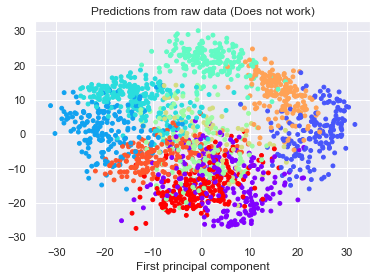 Predictions from raw data (Does not work)
30
20
10
0
−10
−20
−30
−30 −20 −10 0 10 20 30
First principal component